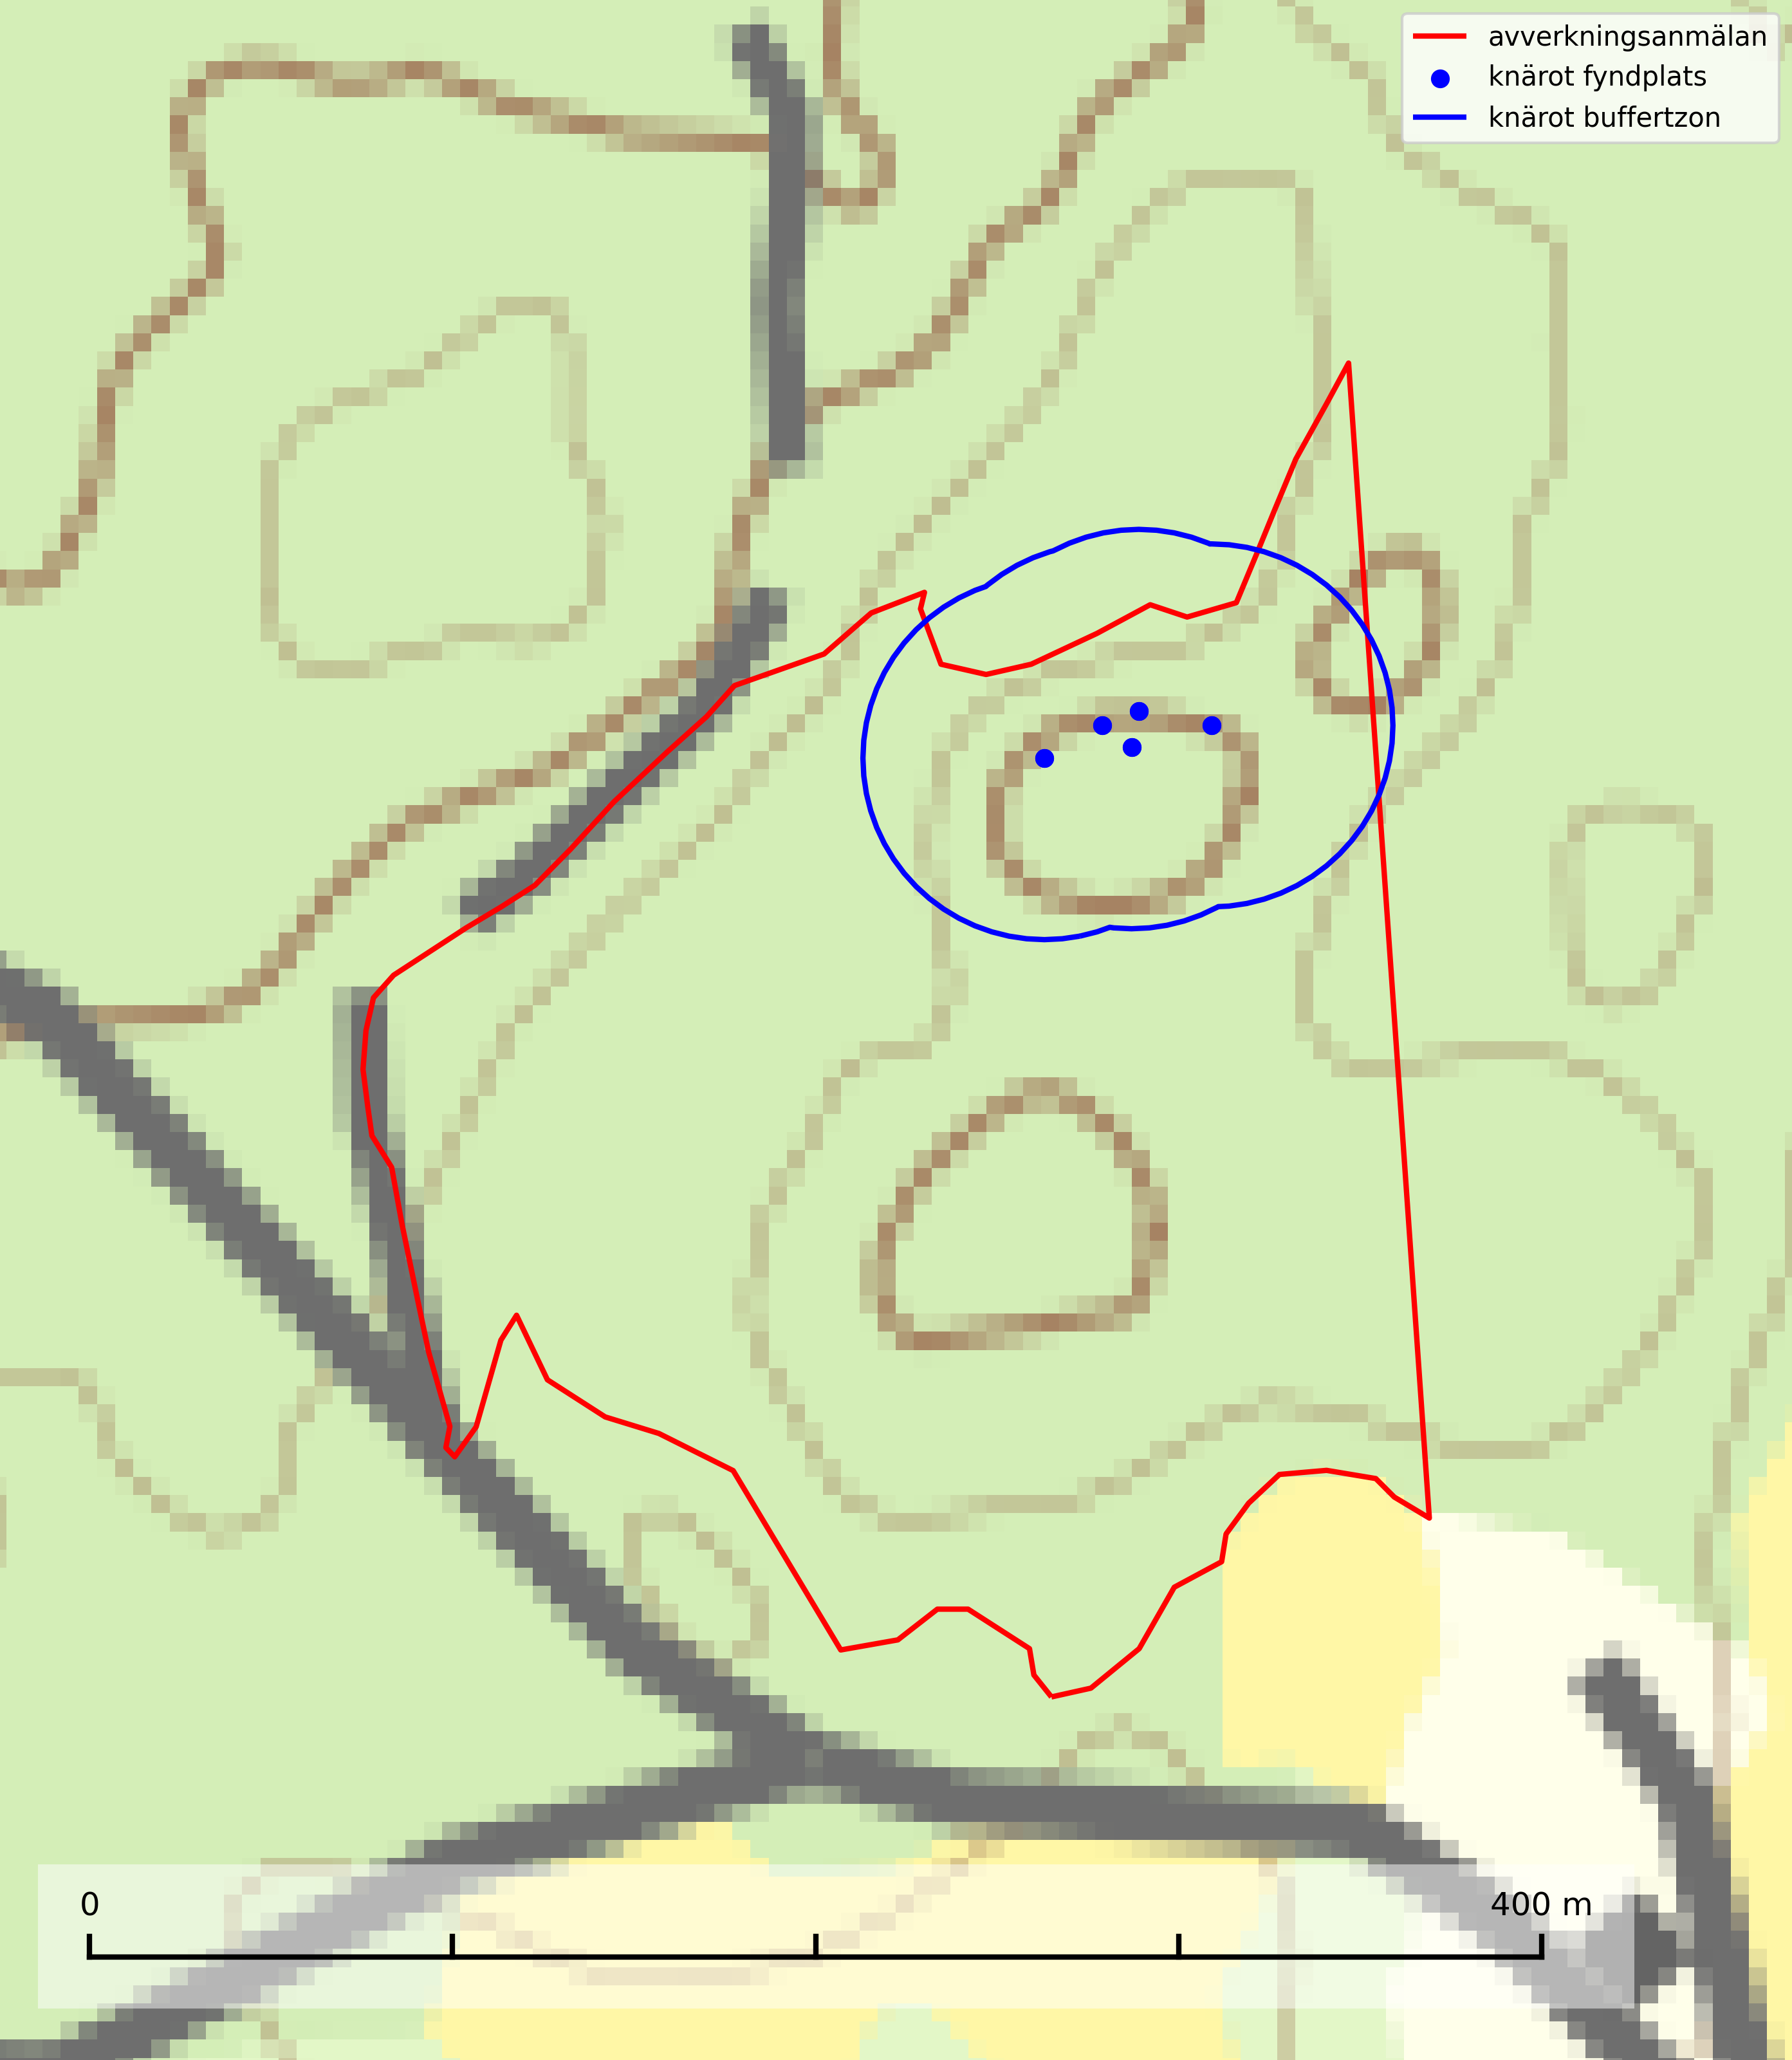 avverkningsanmälan
knärot fyndplats
knärot buffertzon
0
400 m